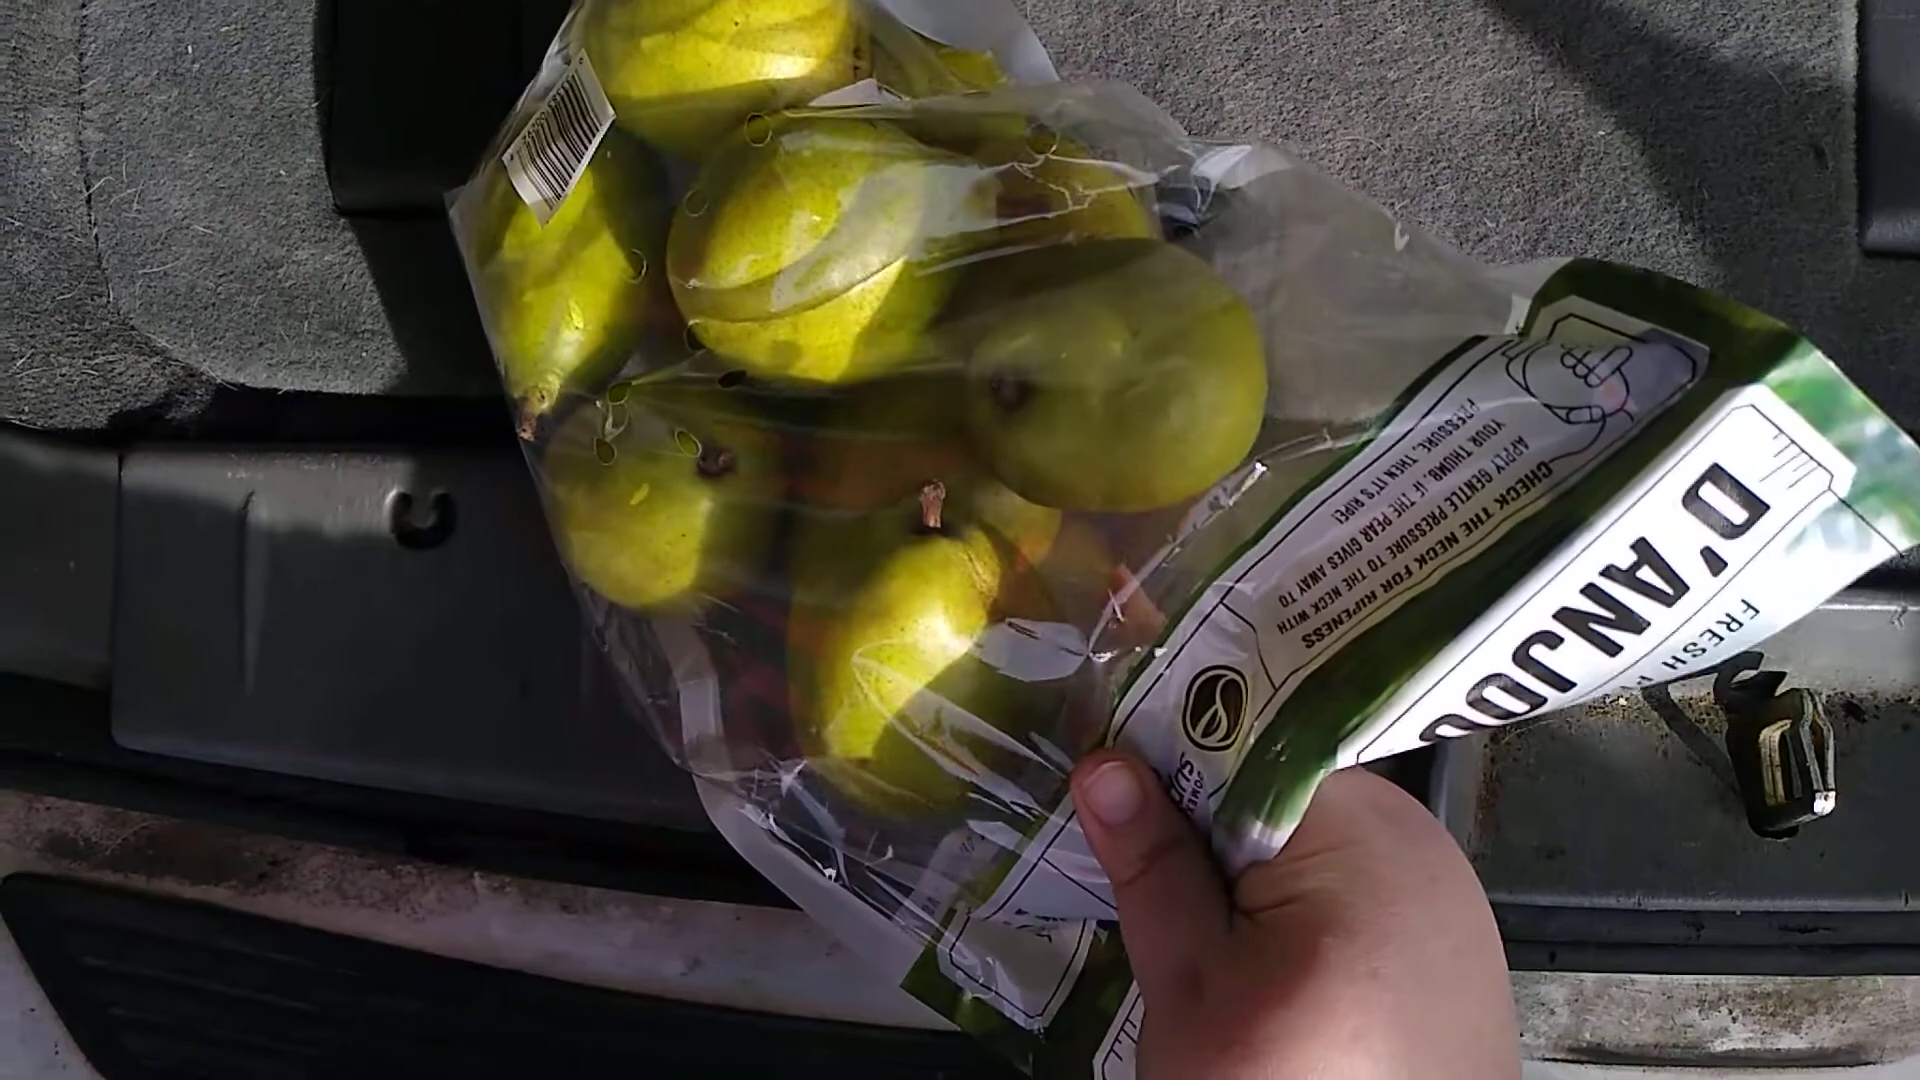 D'ANJOU
FRESH
CHECK THE NECK FOR RIPENESS
APPLY GENTLE PRESSURE TO THE NECK WITH
YOUR THUMB. IF THE PEAR GIVES AWAY TO
PRESSURE, THEN IT'S RIPE!